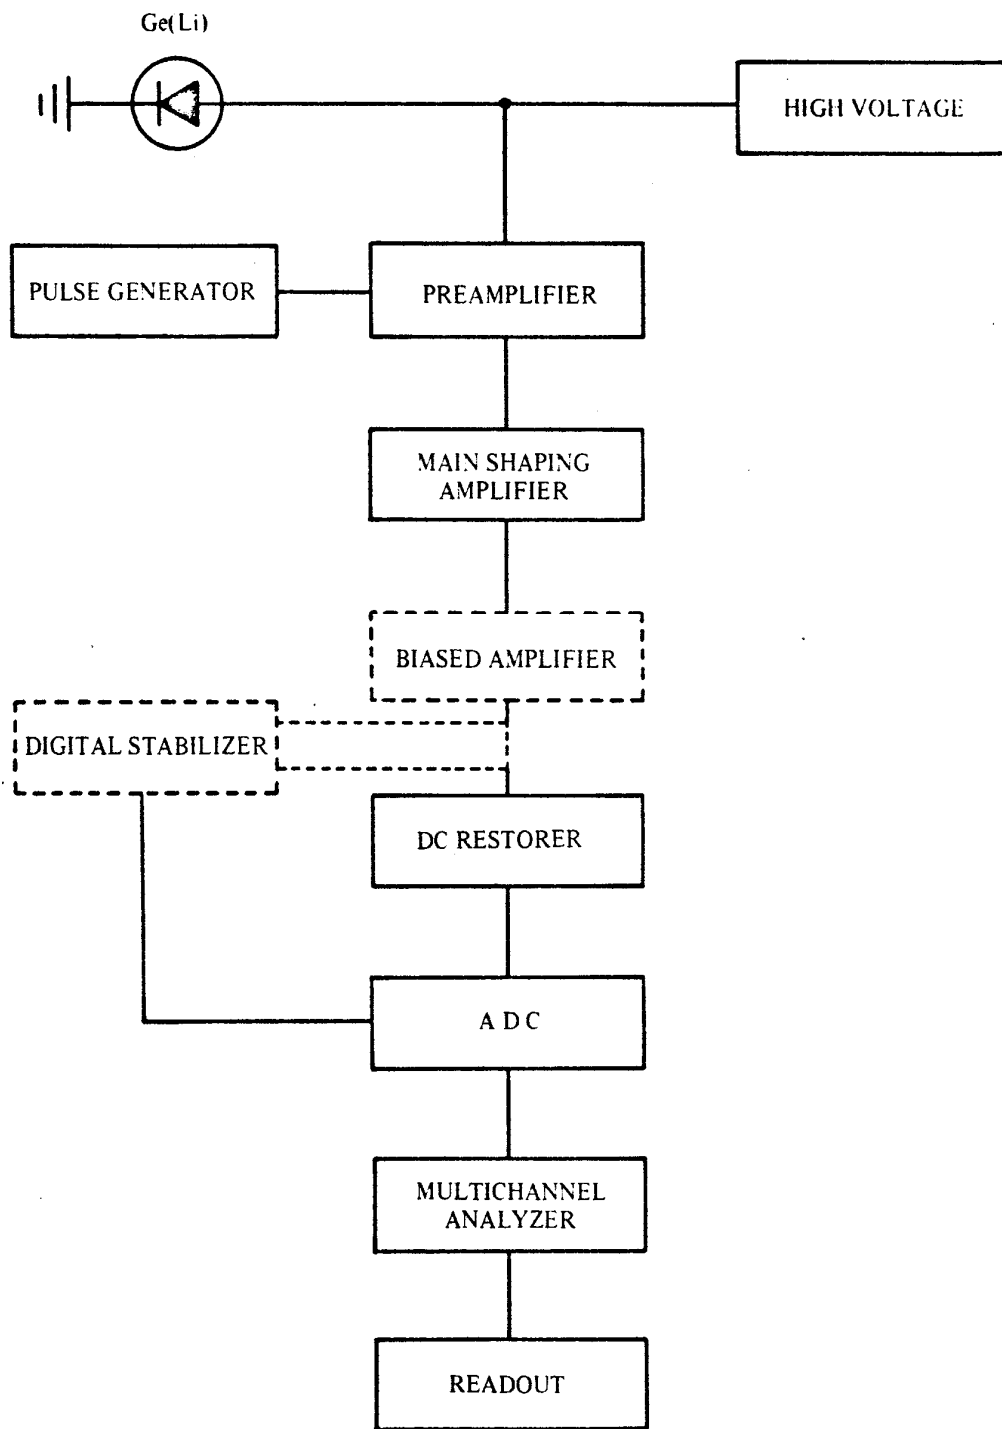 Ge(Li)
HIGH VOLTAGE
PULSE GENERATOR
PREAMPLIFIER
MAIN SHAPING
AMPLIFIER
BIASED AMPLIFIER
DIGITAL STABILIZER
DC RESTORER
A D C
MULTICHANNEL
ANALYZER
READOUT